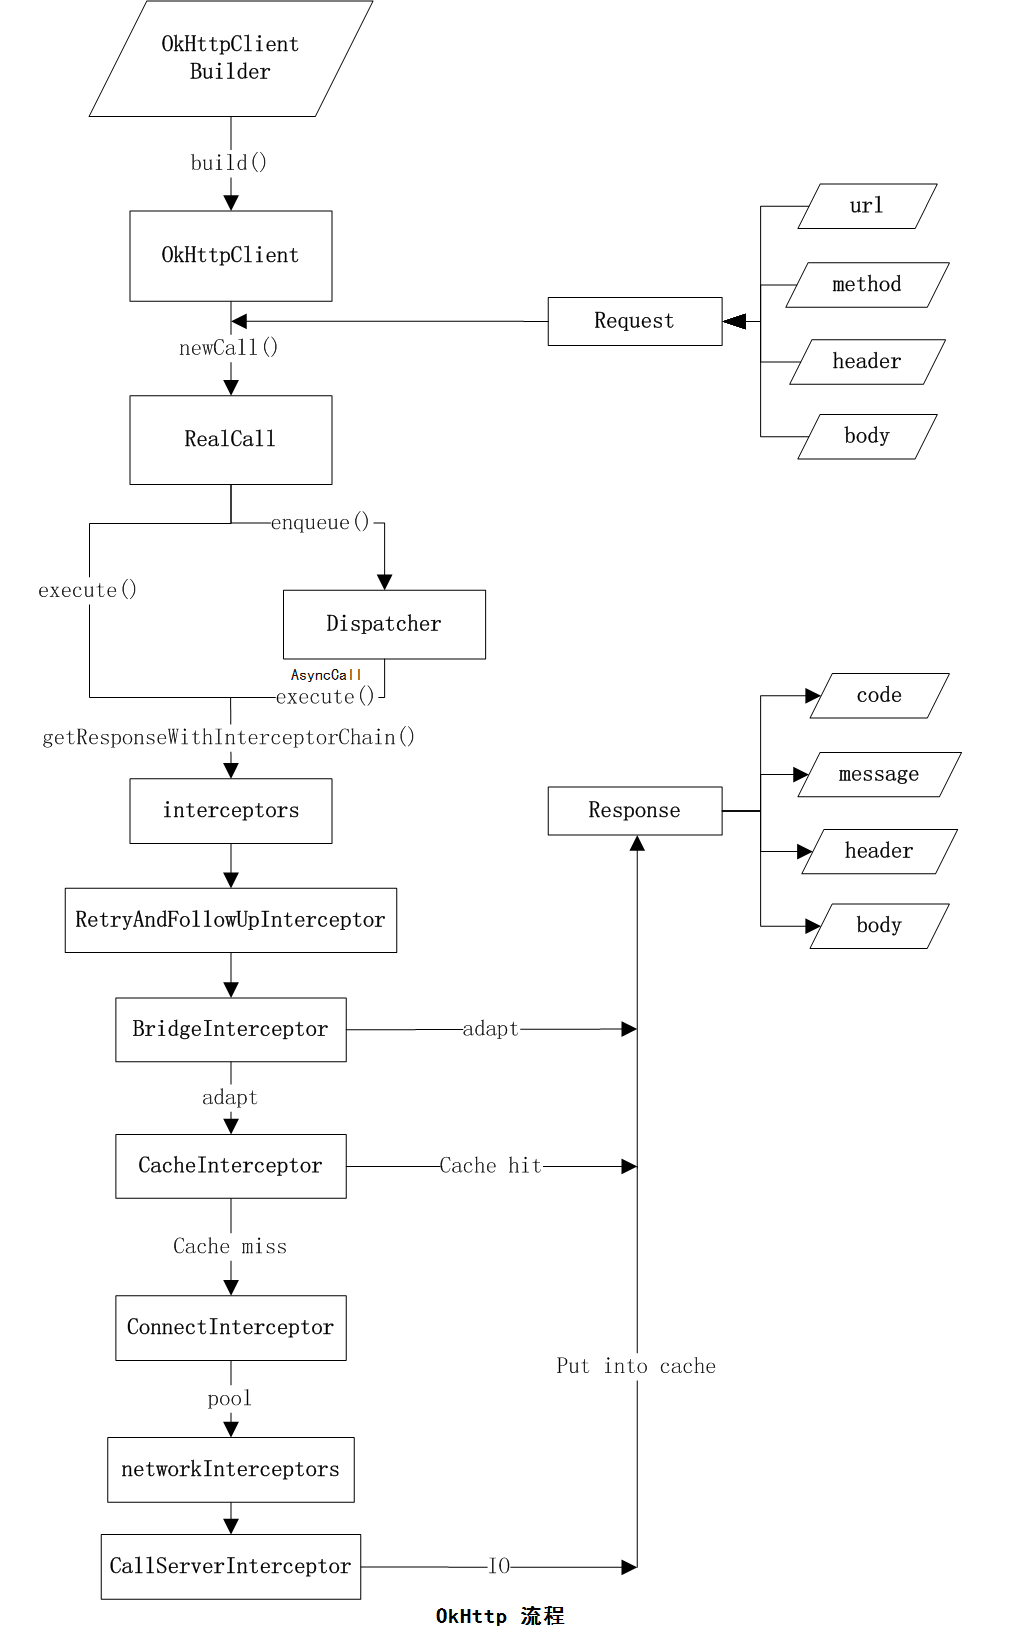 OkHttpClient
Builder
build()
url
OkHttpClient
method
Request
newCall()
header
RealCall
body
enqueue()
execute()
Dispatcher
AsyncCall
execute()
code
getResponseWithInterceptorChain()
message
interceptors
Response
header
RetryAndFollowUpInterceptor
body
BridgeInterceptor
adapt
adapt
CacheInterceptor
Cache hit
Cache miss
ConnectInterceptor
Put into cache
pool
networkInterceptors
CallServerInterceptor
IO
OkHttp 流程